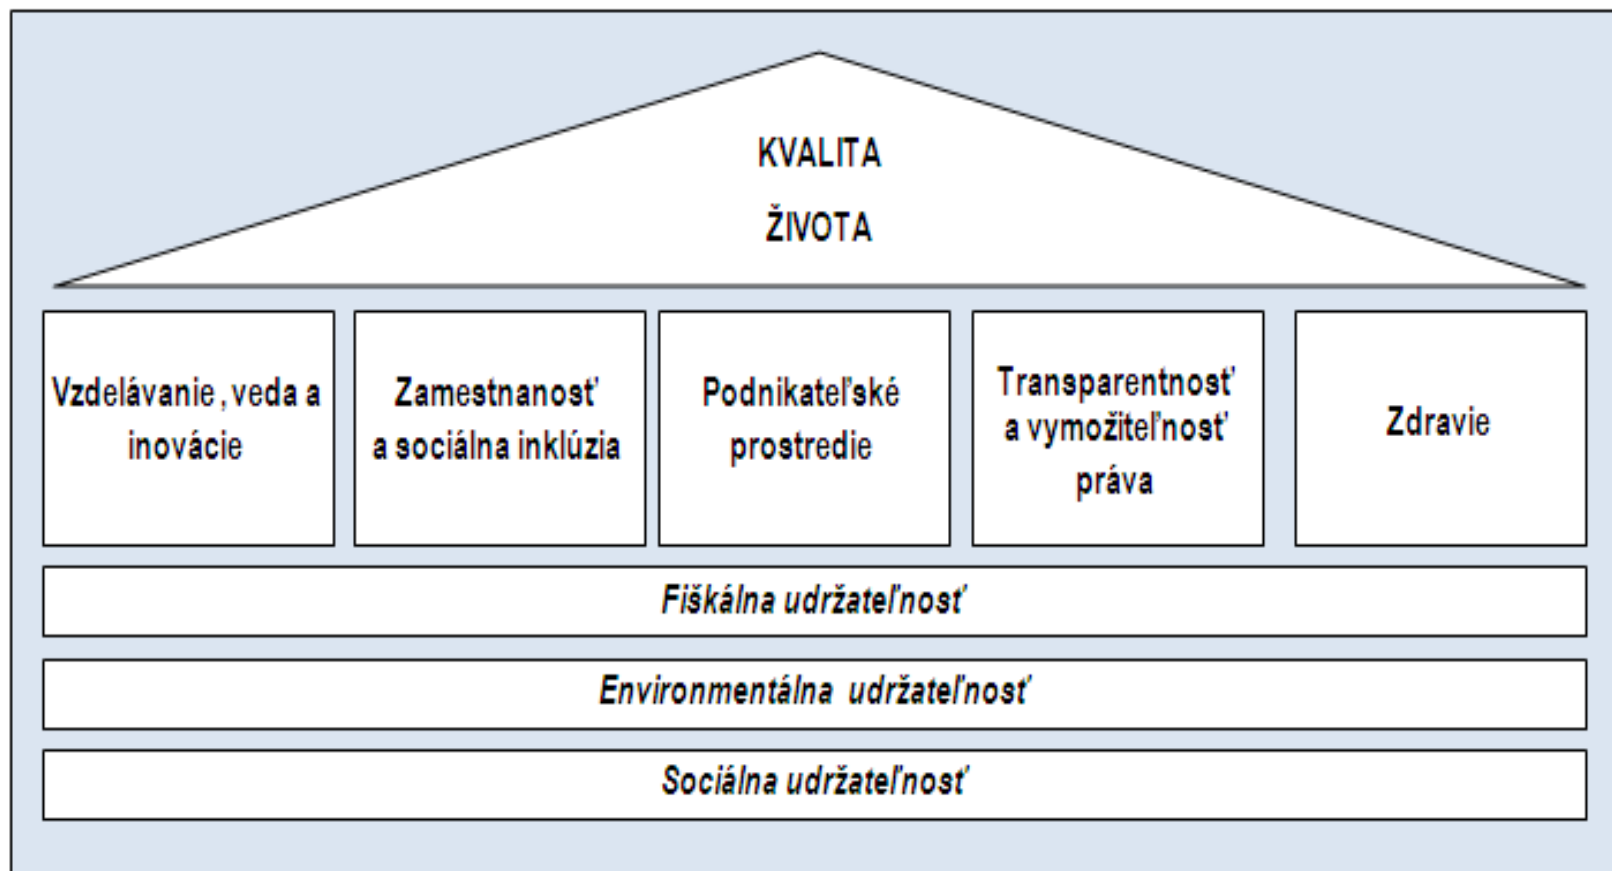 KVALITA
ŽIVOTA
Vzdelávanie, veda a
inovácie
Zamestnanosť
a sociálna inklúzia
Podnikateľské
prostredie
Transparentnosť
a vymožiteľnosť
práva
Zdravie
Fiškálna udržateľnosť
Environmentálna udržateľnosť
Sociálna udržateľnosť